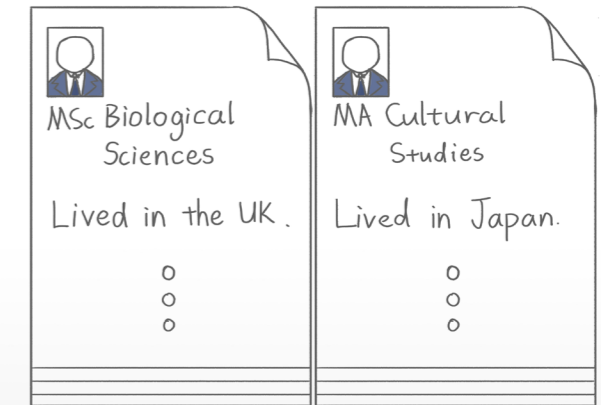 MSc Biological
Sciences
Lived in the UK.
MA Cultural
Studies
Lived in Japan.